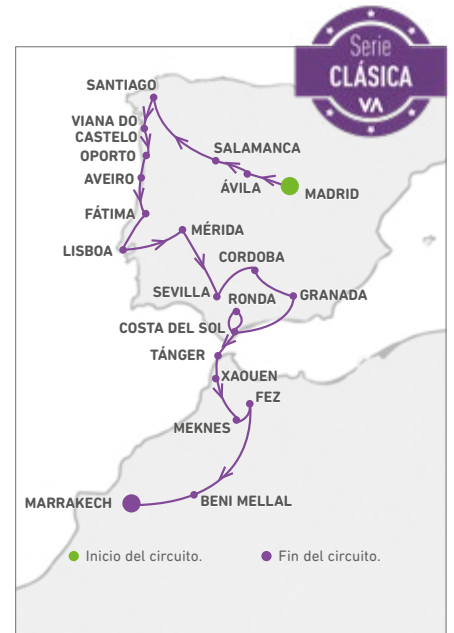 Serie
CLÁSICA
VA
SANTIAGO
VIANA DO
CASTELO
OPORTO
AVEIRO
FÁTIMA
LISBOA
SALAMANCA
ÁVILA
MADRID
MÉRIDA
CORDOBA
SEVILLA
RONDA
GRANADA
COSTA DEL SOL
TÁNGER
XAOUEN
FEZ
MEKNES
MARRAKECH
BENI MELLAL
Inicio del circuito.
Fin del circuito.